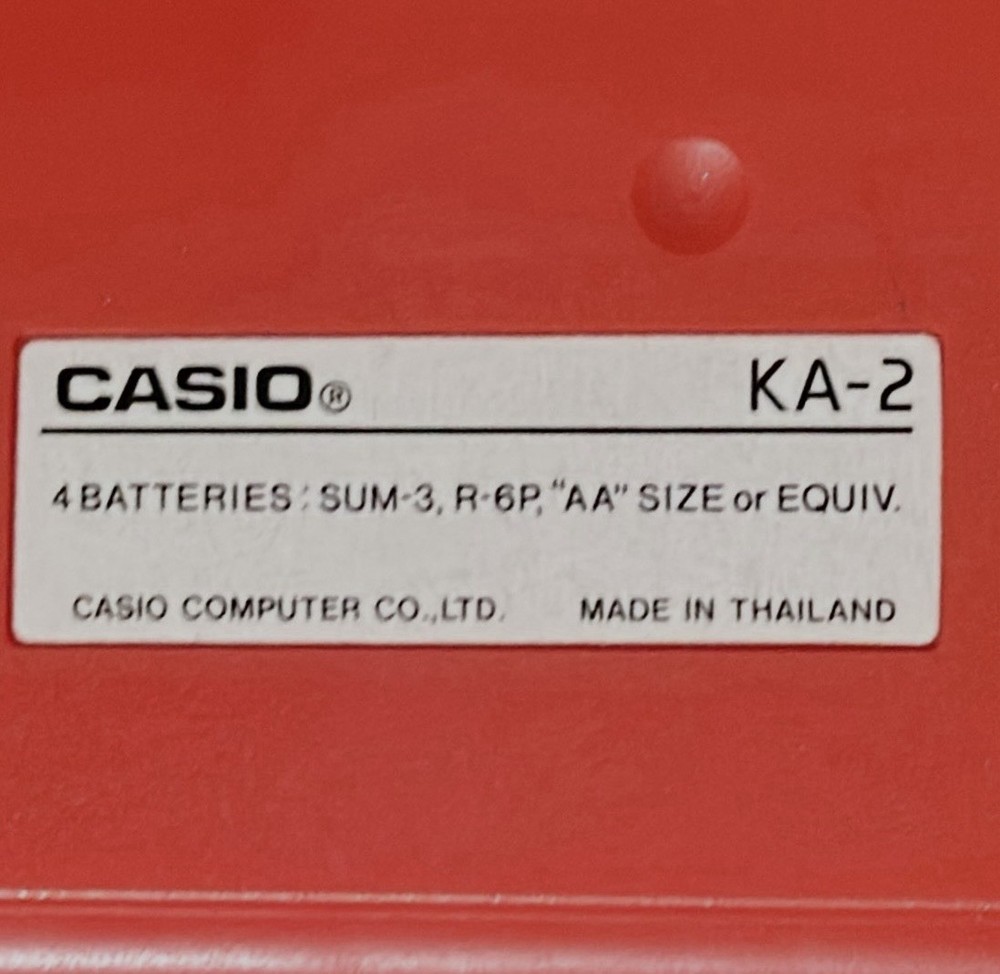 CASIO® KA-2
4 BATTERIES: SUM-3, R-6P, "AA" SIZE or EQUIV.
CASIO COMPUTER CO.,LTD. MADE IN THAILAND